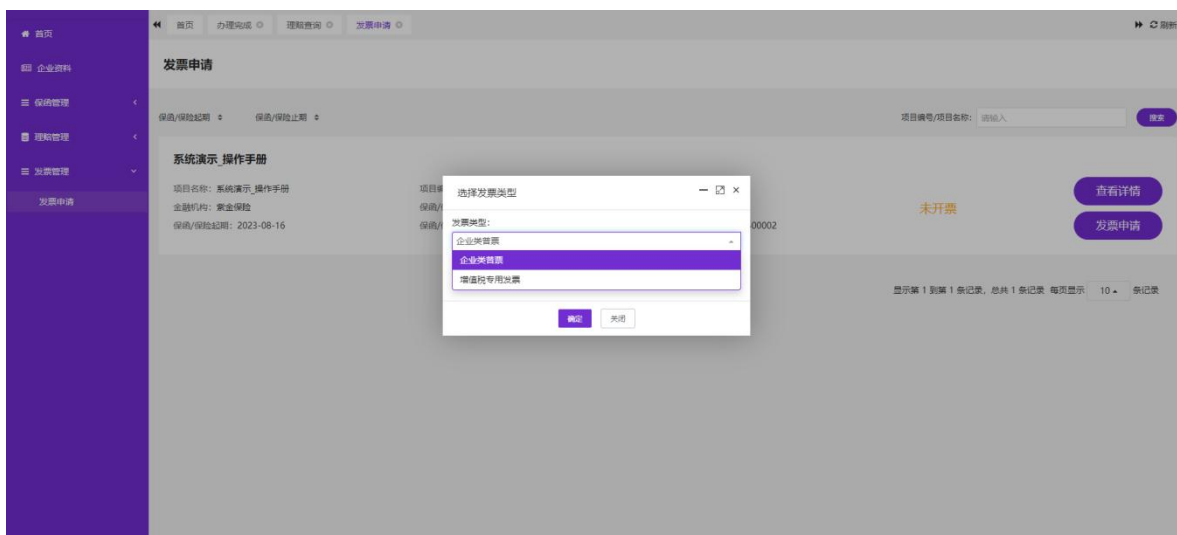 首页
企业资料
保函管理
理赔管理
发票管理
发票申请
首页 办理完成 理赔查询 发票申请 刷新
发票申请
保函/保险起期 保函/保险止期 项目编号/项目名称: 请输入 搜索
系统演示_操作手册
项目名称: 系统演示_操作手册 项目编
金融机构: 紫金保险 保函/
保函/保险起期: 2023-08-16 保函/ 00002
未开票
查看详情
发票申请
选择发票类型
发票类型:
企业类普票
企业类普票
增值税专用发票
确定 关闭
显示第 1 到第 1 条记录, 总共 1 条记录 每页显示 10 条记录